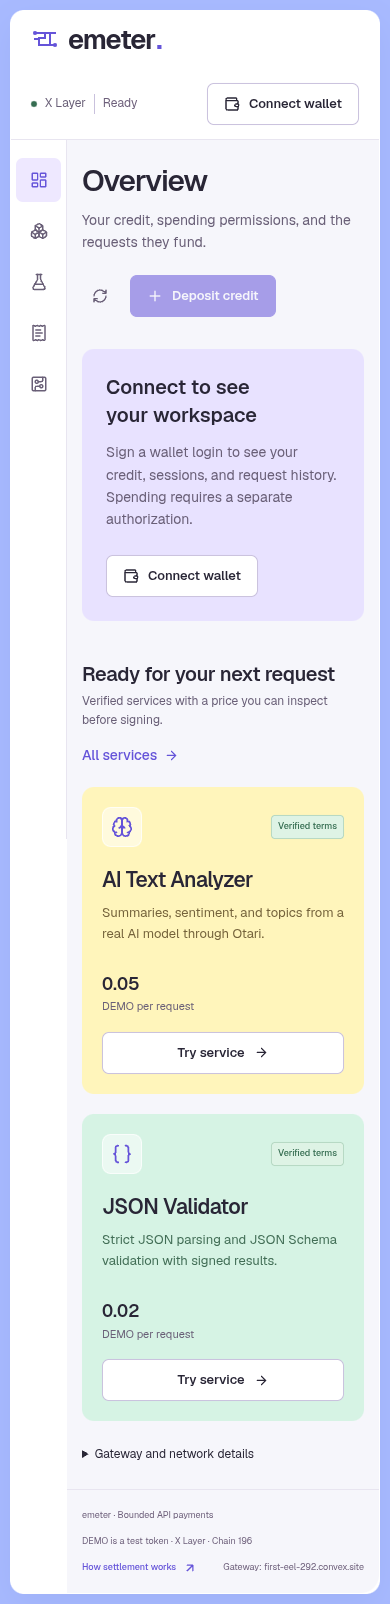 emeter.
X Layer
Ready
Connect wallet
Overview
Your credit, spending permissions, and the
requests they fund.
Deposit credit
Connect to see
your workspace
Sign a wallet login to see your
credit, sessions, and request history.
Spending requires a separate
authorization.
Connect wallet
Ready for your next request
Verified services with a price you can inspect
before signing.
All services
Verified terms
AI Text Analyzer
Summaries, sentiment, and topics from a
real AI model through Otari.
0.05
DEMO per request
Try service
Verified terms
JSON Validator
Strict JSON parsing and JSON Schema
validation with signed results.
0.02
DEMO per request
Try service
Gateway and network details
emeter · Bounded API payments
DEMO is a test token · X Layer · Chain 196
How settlement works
Gateway: first-eel-292.convex.site